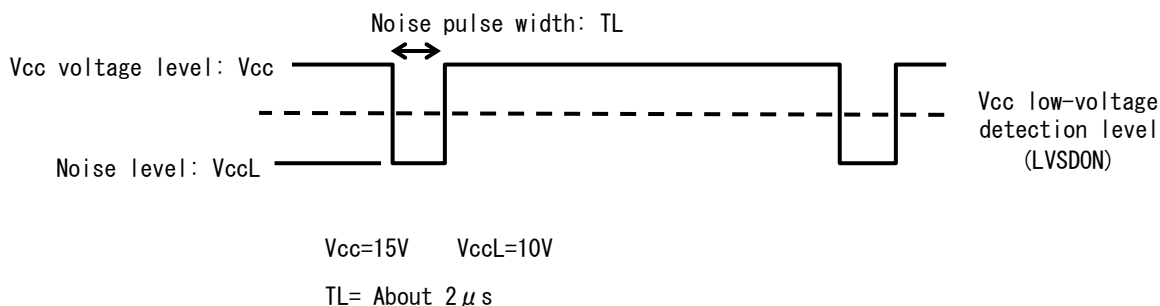 Noise pulse width: TL
Vcc voltage level: Vcc
Vcc low-voltage
detection level
(LVSDON)
Noise level: VccL
Vcc=15V VccL=10V
TL= About 2μs